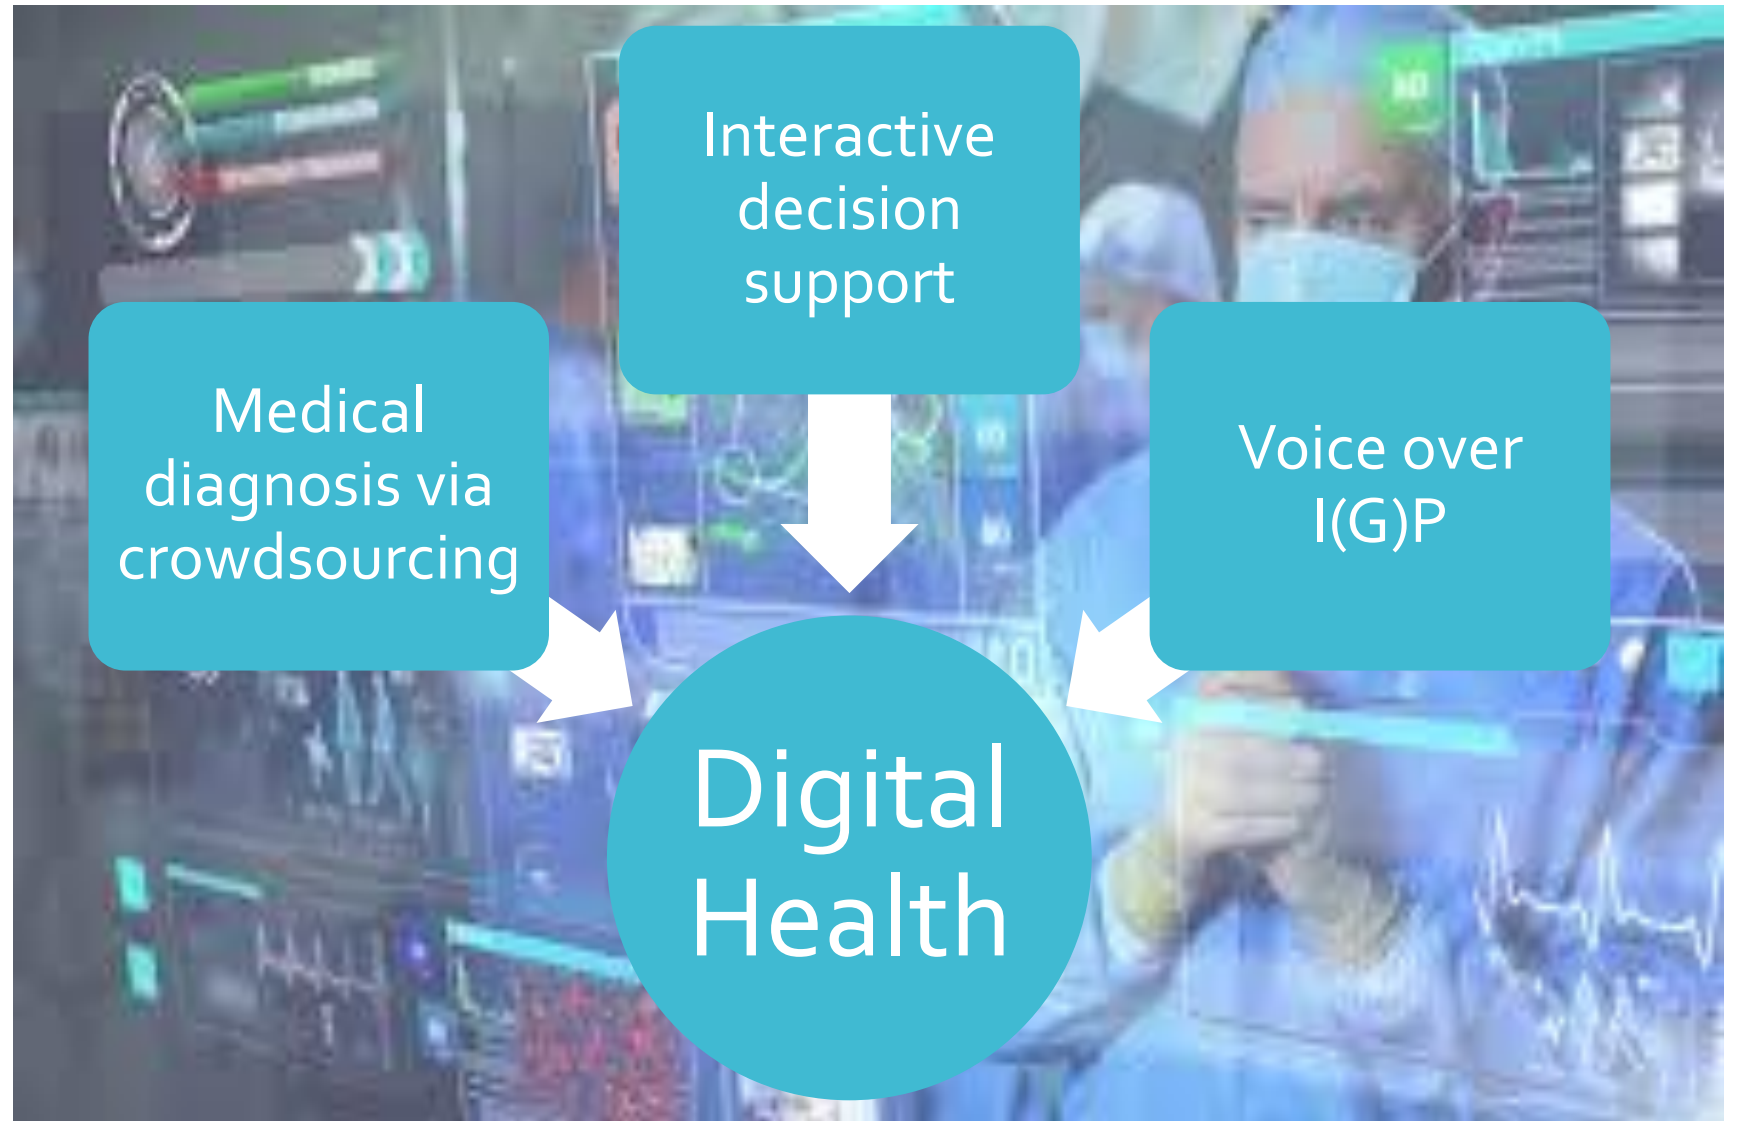 Interactive
decision
support
Medical
diagnosis via
crowdsourcing
Voice over
I(G)P
Digital
Health